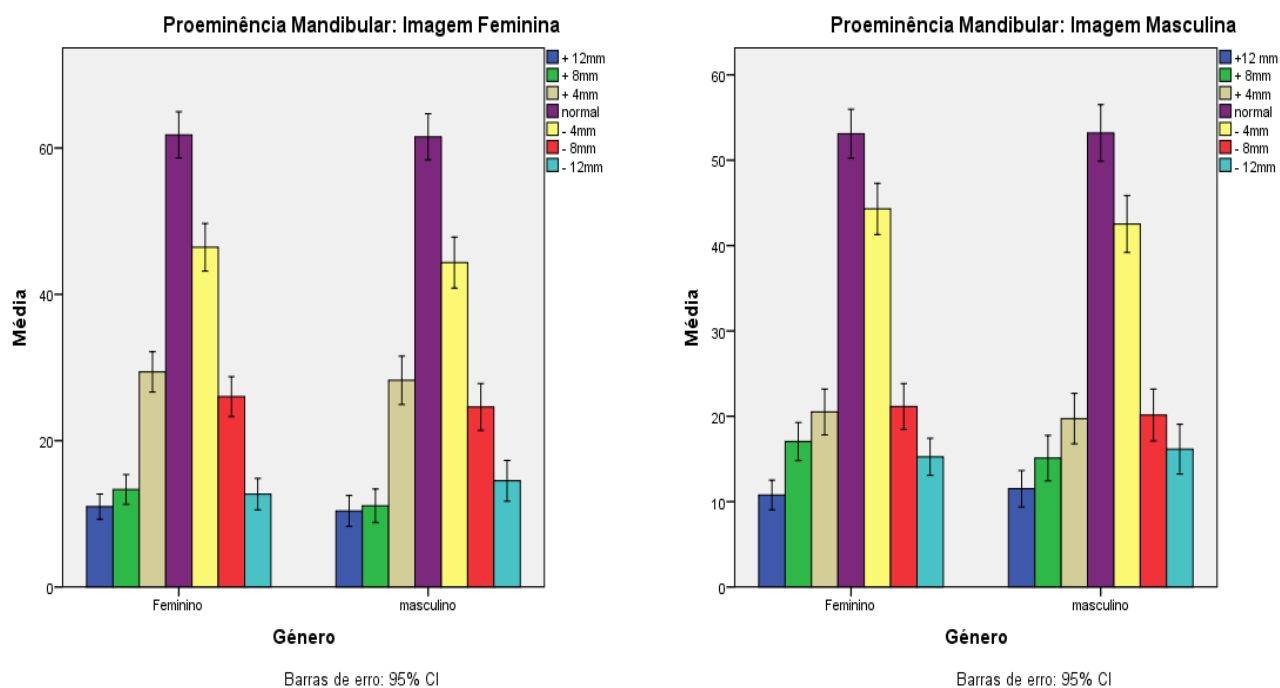 Proeminência Mandibular: Imagem Feminina
+ 12mm
+ 8mm
+ 4mm
normal
- 4mm
- 8mm
- 12mm
60
40
20
0
Média
Feminino
masculino
Género
Barras de erro: 95% CI
Proeminência Mandibular: Imagem Masculina
+12 mm
+ 8mm
+ 4mm
normal
- 4mm
- 8mm
- 12mm
60
50
40
30
20
10
0
Média
Feminino
masculino
Género
Barras de erro: 95% CI